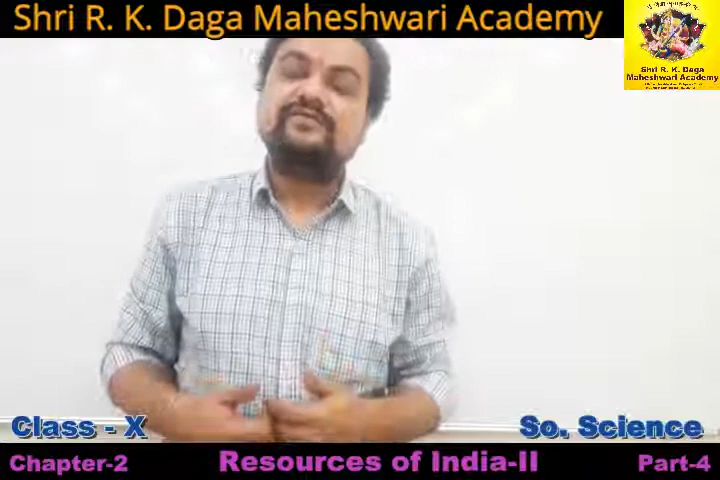 Shri R. K. Daga Maheshwari Academy
Shri R. K. Daga
Maheshwari Academy
Class - X
So. Science
Chapter-2
Resources of India-II
Part-4